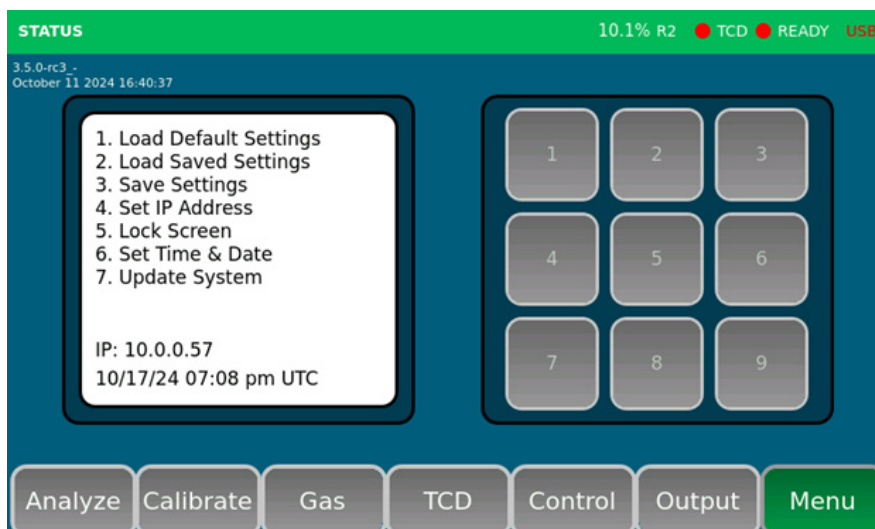 STATUS 10.1% R2 TCD READY USB
3.5.0-rc3_-
October 11 2024 16:40:37
1. Load Default Settings
2. Load Saved Settings
3. Save Settings
4. Set IP Address
5. Lock Screen
6. Set Time & Date
7. Update System
IP: 10.0.0.57
10/17/24 07:08 pm UTC
1 2 3
4 5 6
7 8 9
Analyze Calibrate Gas TCD Control Output Menu